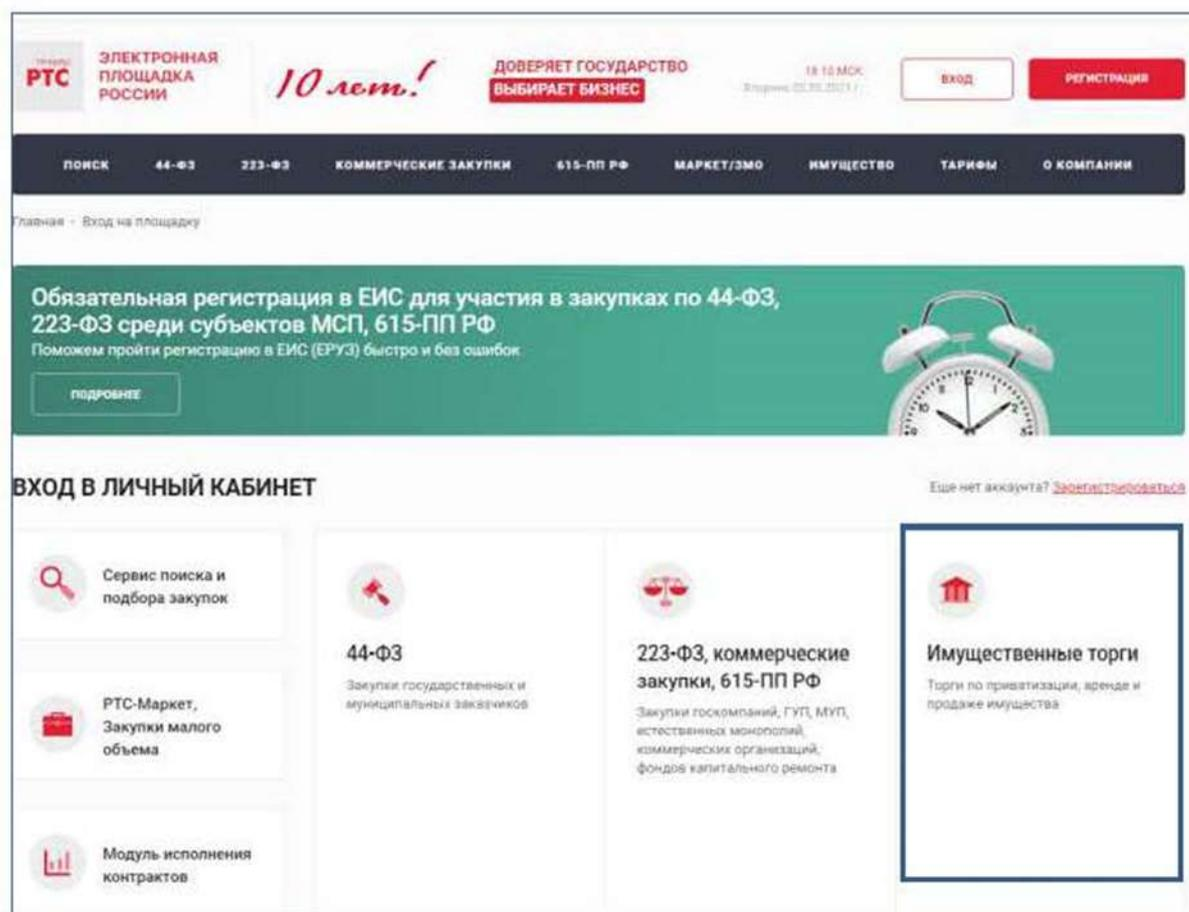 РТС
ЭЛЕКТРОННАЯ
ПЛОЩАДКА
РОССИИ
10 лет!
ДОВЕРЯЕТ ГОСУДАРСТВО
ВЫБИРАЕТ БИЗНЕС
МСК
ВХОД
РЕГИСТРАЦИЯ
ПОИСК 44-ФЗ 223-ФЗ КОММЕРЧЕСКИЕ ЗАКУПКИ 615-ПП РФ МАРКЕТ/ЗМО ИМУЩЕСТВО ТАРИФЫ О КОМПАНИИ
Главная - Вход на площадку
Обязательная регистрация в ЕИС для участия в закупках по 44-ФЗ,
223-ФЗ среди субъектов МСП, 615-ПП РФ
Поможем пройти регистрацию в ЕИС (ЕРУЗ) быстро и без ошибок
ПОДРОБНЕЕ
ВХОД В ЛИЧНЫЙ КАБИНЕТ
Еще нет аккаунта? Зарегистрироваться
Сервис поиска и
подбора закупок
РТС-Маркет,
Закупки малого
объема
Модуль исполнения
контрактов
44-ФЗ
Закупки государственных и
муниципальных заказчиков
223-ФЗ, коммерческие
закупки, 615-ПП РФ
Закупки госкомпаний, ГУП, МУП,
естественных монополий,
коммерческих организаций,
фондов капитального ремонта
Имущественные торги
Торги по приватизации, аренде и
продаже имущества